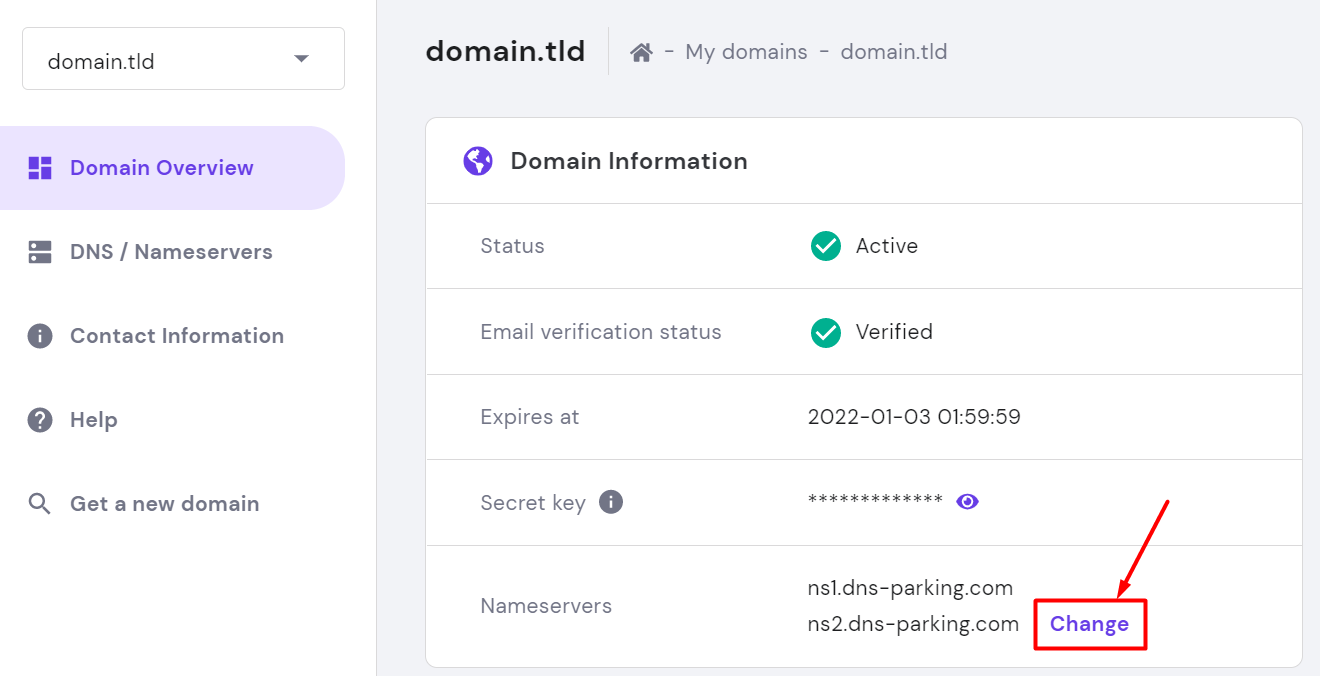 domain.tld
Domain Overview
DNS / Nameservers
Contact Information
Help
Get a new domain
domain.tld
- My domains - domain.tld
Domain Information
Status Active
Email verification status Verified
Expires at 2022-01-03 01:59:59
Secret key *************
Nameservers
ns1.dns-parking.com
ns2.dns-parking.com Change